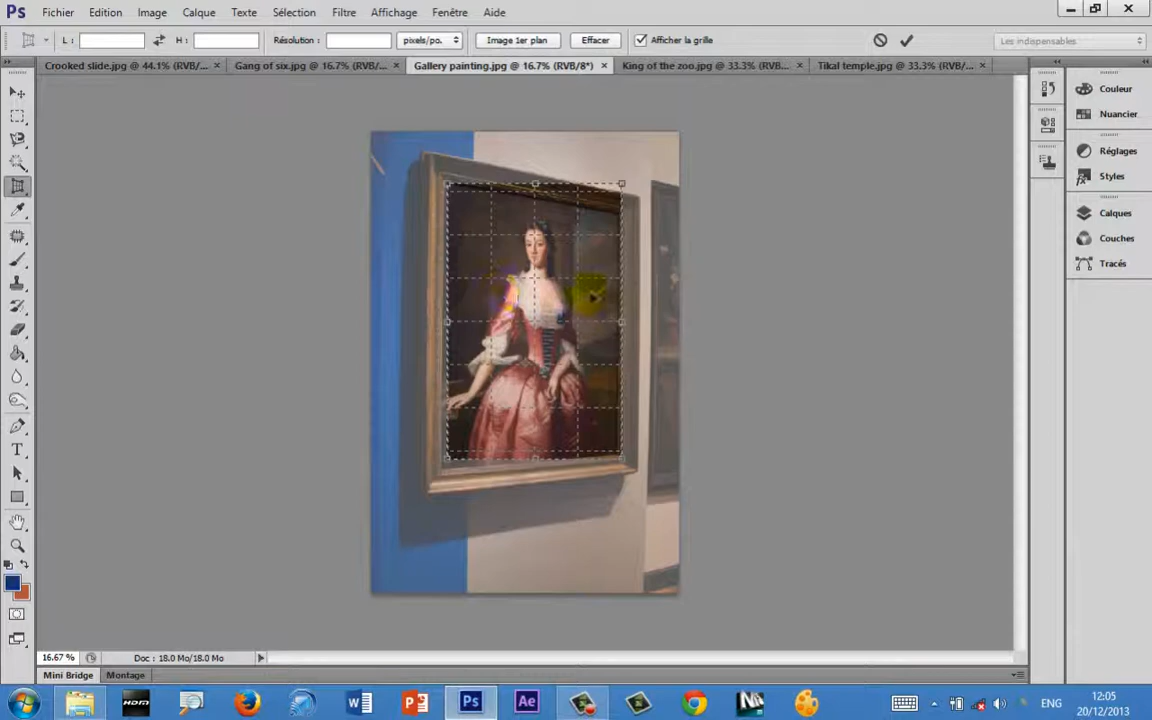 Ps Fichier Edition Image Calque Texte Sélection Filtre Affichage Fenêtre Aide
L : H : Résolution : pixels/po. Image 1er plan Effacer Afficher la grille Les indispensables
Crooked slide.jpg @ 44.1% (RVB/... × Gang of six.jpg @ 16.7% (RVB/... × Gallery painting.jpg @ 16.7% (RVB/8*) × King of the zoo.jpg @ 33.3% (RVB/... × Tikal temple.jpg @ 33.3% (RVB/... ×
Couleur
Nuancier
Réglages
Styles
Calques
Couches
Tracés
16.67 % Doc : 18.0 Mo/18.0 Mo
Mini Bridge Montage
Ps Ae ENG 12:05
20/12/2013